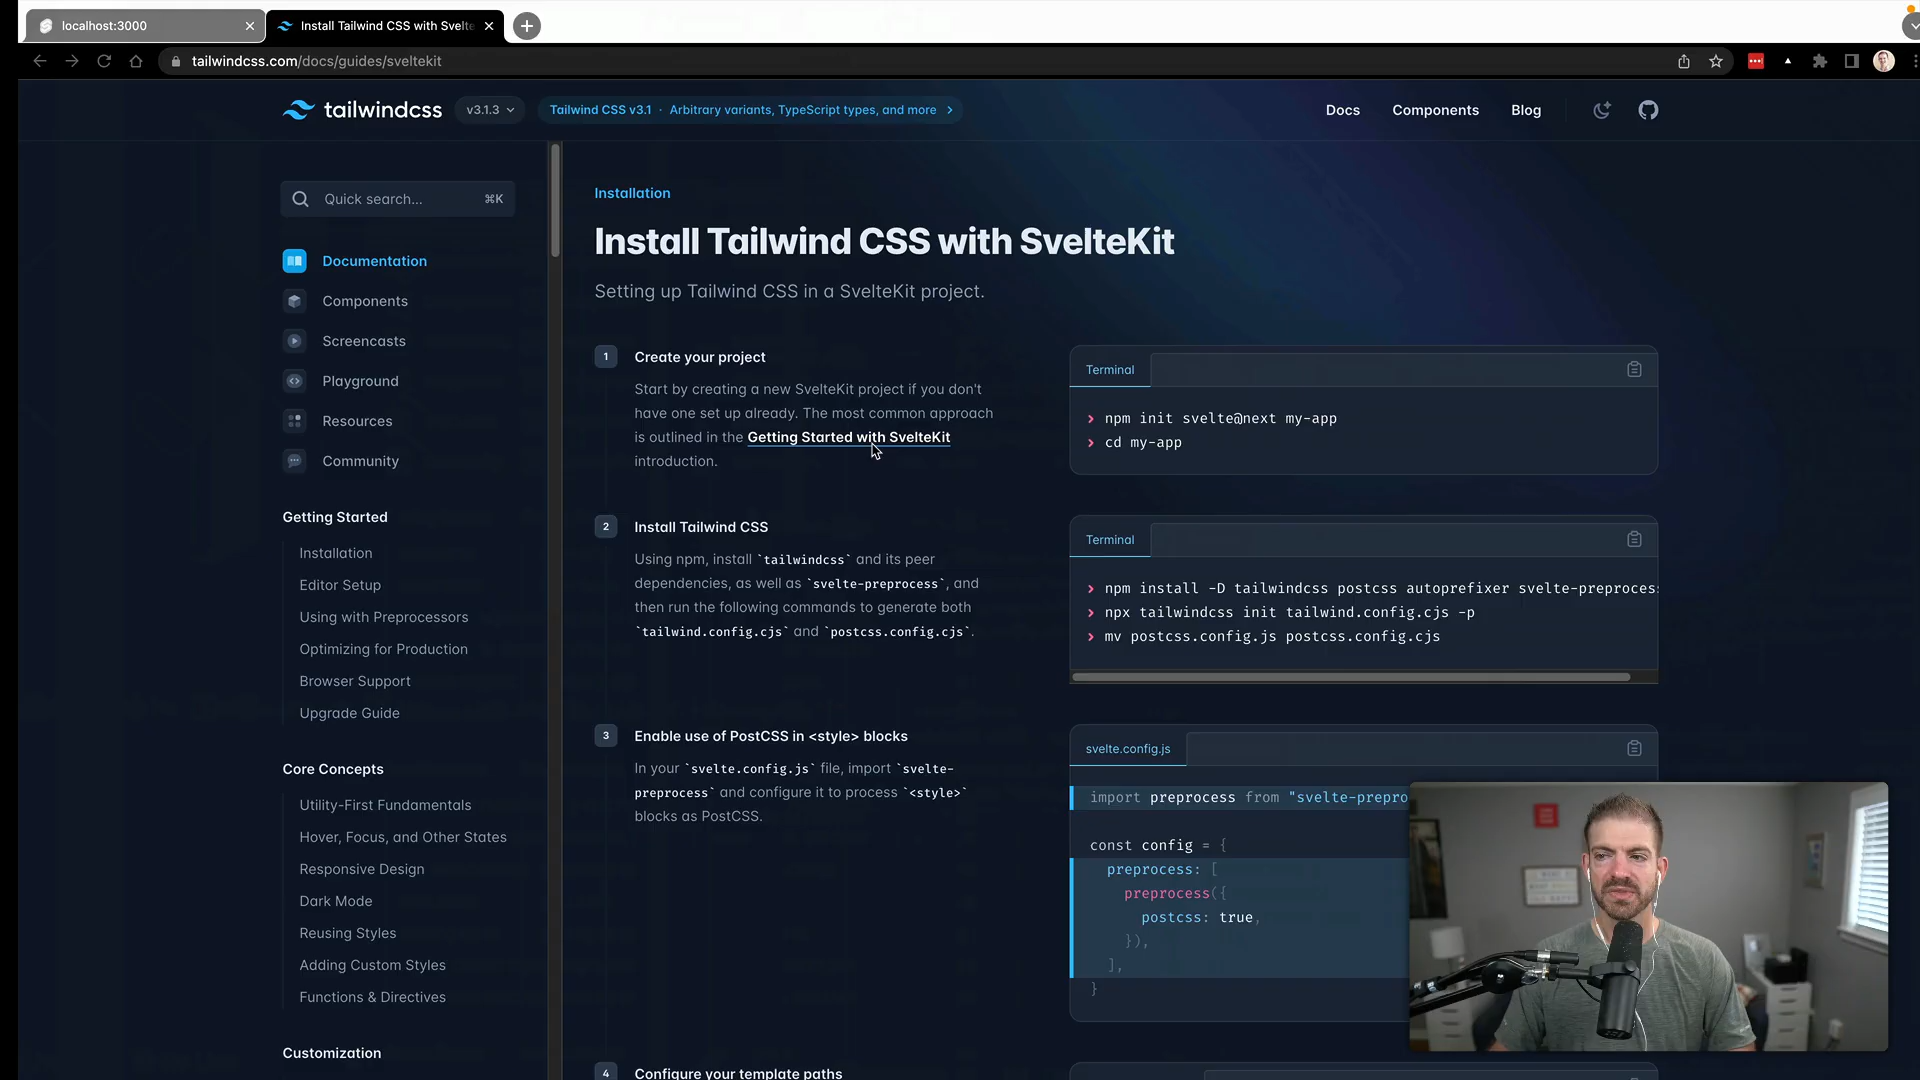 localhost:3000
Install Tailwind CSS with Svelte
tailwindcss.com/docs/guides/sveltekit
tailwindcss
v3.1.3
Tailwind CSS v3.1 · Arbitrary variants, TypeScript types, and more
Docs
Components
Blog
Quick search...
⌘K
Documentation
Components
Screencasts
Playground
Resources
Community
Getting Started
Installation
Editor Setup
Using with Preprocessors
Optimizing for Production
Browser Support
Upgrade Guide
Core Concepts
Utility-First Fundamentals
Hover, Focus, and Other States
Responsive Design
Dark Mode
Reusing Styles
Adding Custom Styles
Functions & Directives
Customization
Installation
Install Tailwind CSS with SvelteKit
Setting up Tailwind CSS in a SvelteKit project.
1
Create your project
Start by creating a new SvelteKit project if you don't
have one set up already. The most common approach
is outlined in the Getting Started with SvelteKit
introduction.
Terminal
> npm init svelte@next my-app
> cd my-app
2
Install Tailwind CSS
Using npm, install `tailwindcss` and its peer
dependencies, as well as `svelte-preprocess`, and
then run the following commands to generate both
`tailwind.config.cjs` and `postcss.config.cjs`.
Terminal
> npm install -D tailwindcss postcss autoprefixer svelte-preproces
> npx tailwindcss init tailwind.config.cjs -p
> mv postcss.config.js postcss.config.cjs
3
Enable use of PostCSS in <style> blocks
In your `svelte.config.js` file, import `svelte-
preprocess` and configure it to process `<style>`
blocks as PostCSS.
svelte.config.js
import preprocess from "svelte-prepro
const config = {
preprocess: [
preprocess({
postcss: true,
}),
],
}
4
Configure your template paths